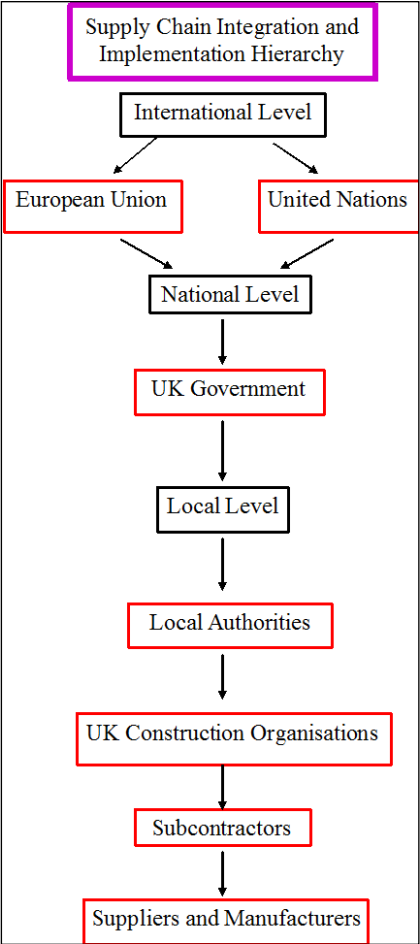 Supply Chain Integration and
Implementation Hierarchy
International Level
European Union
United Nations
National Level
UK Government
Local Level
Local Authorities
UK Construction Organisations
Subcontractors
Suppliers and Manufacturers